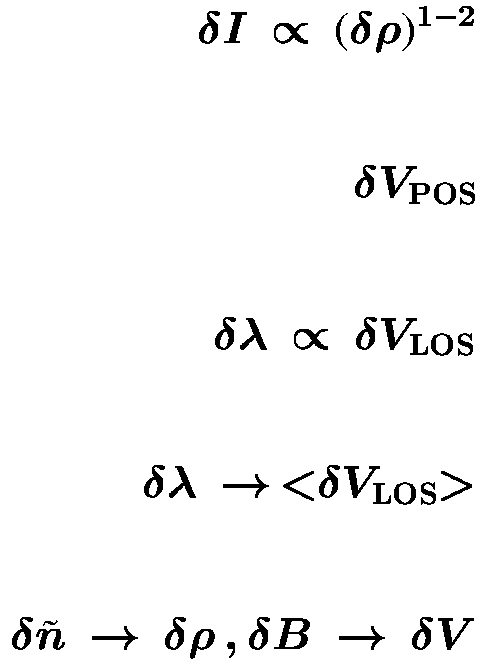 δI ∝ (δρ)¹⁻²
δV_POS
δλ ∝ δV_LOS
δλ → <δV_LOS>
δñ → δρ , δB → δV